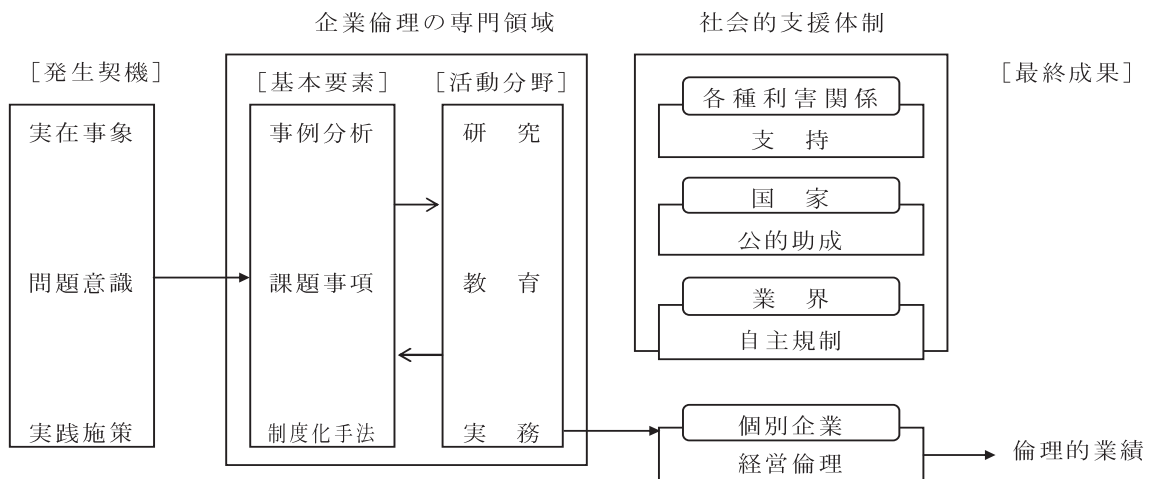 企業倫理の専門領域
社会的支援体制
[発生契機]
[基本要素]
[活動分野]
[最終成果]
実在事象
問題意識
実践施策
事例分析
課題事項
制度化手法
研 究
教 育
実 務
各種利害関係
支 持
国 家
公的助成
業 界
自主規制
個別企業
経営倫理
倫理的業績